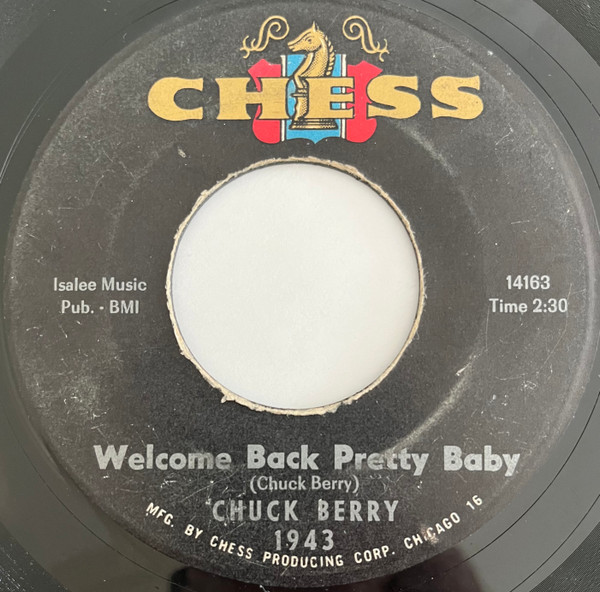 CHESS
Isalee Music
Pub. - BMI
14163
Time 2:30
Welcome Back Pretty Baby
(Chuck Berry)
CHUCK BERRY
1943
MFG. BY CHESS PRODUCING CORP. CHICAGO 16